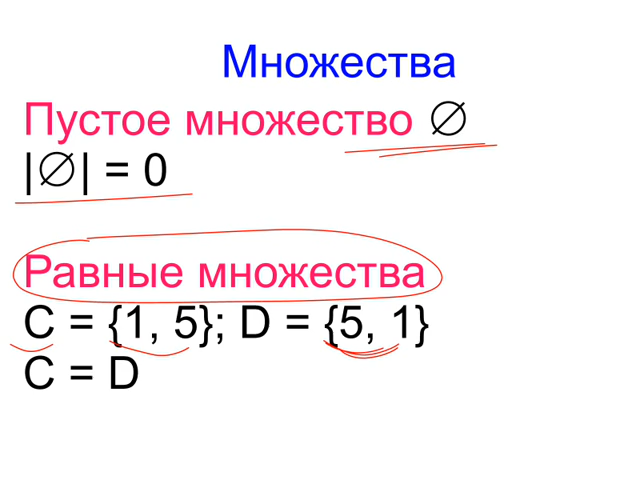 Множества
Пустое множество ∅
|∅| = 0
Равные множества
C = {1, 5}; D = {5, 1}
C = D